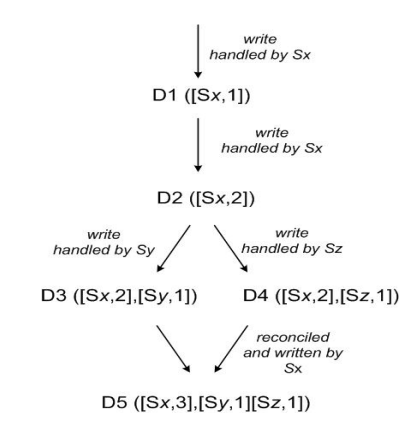 write
handled by Sx
D1 ([Sx,1])
write
handled by Sx
D2 ([Sx,2])
write
handled by Sy
write
handled by Sz
D3 ([Sx,2],[Sy,1])
D4 ([Sx,2],[Sz,1])
reconciled
and written by
Sx
D5 ([Sx,3],[Sy,1][Sz,1])